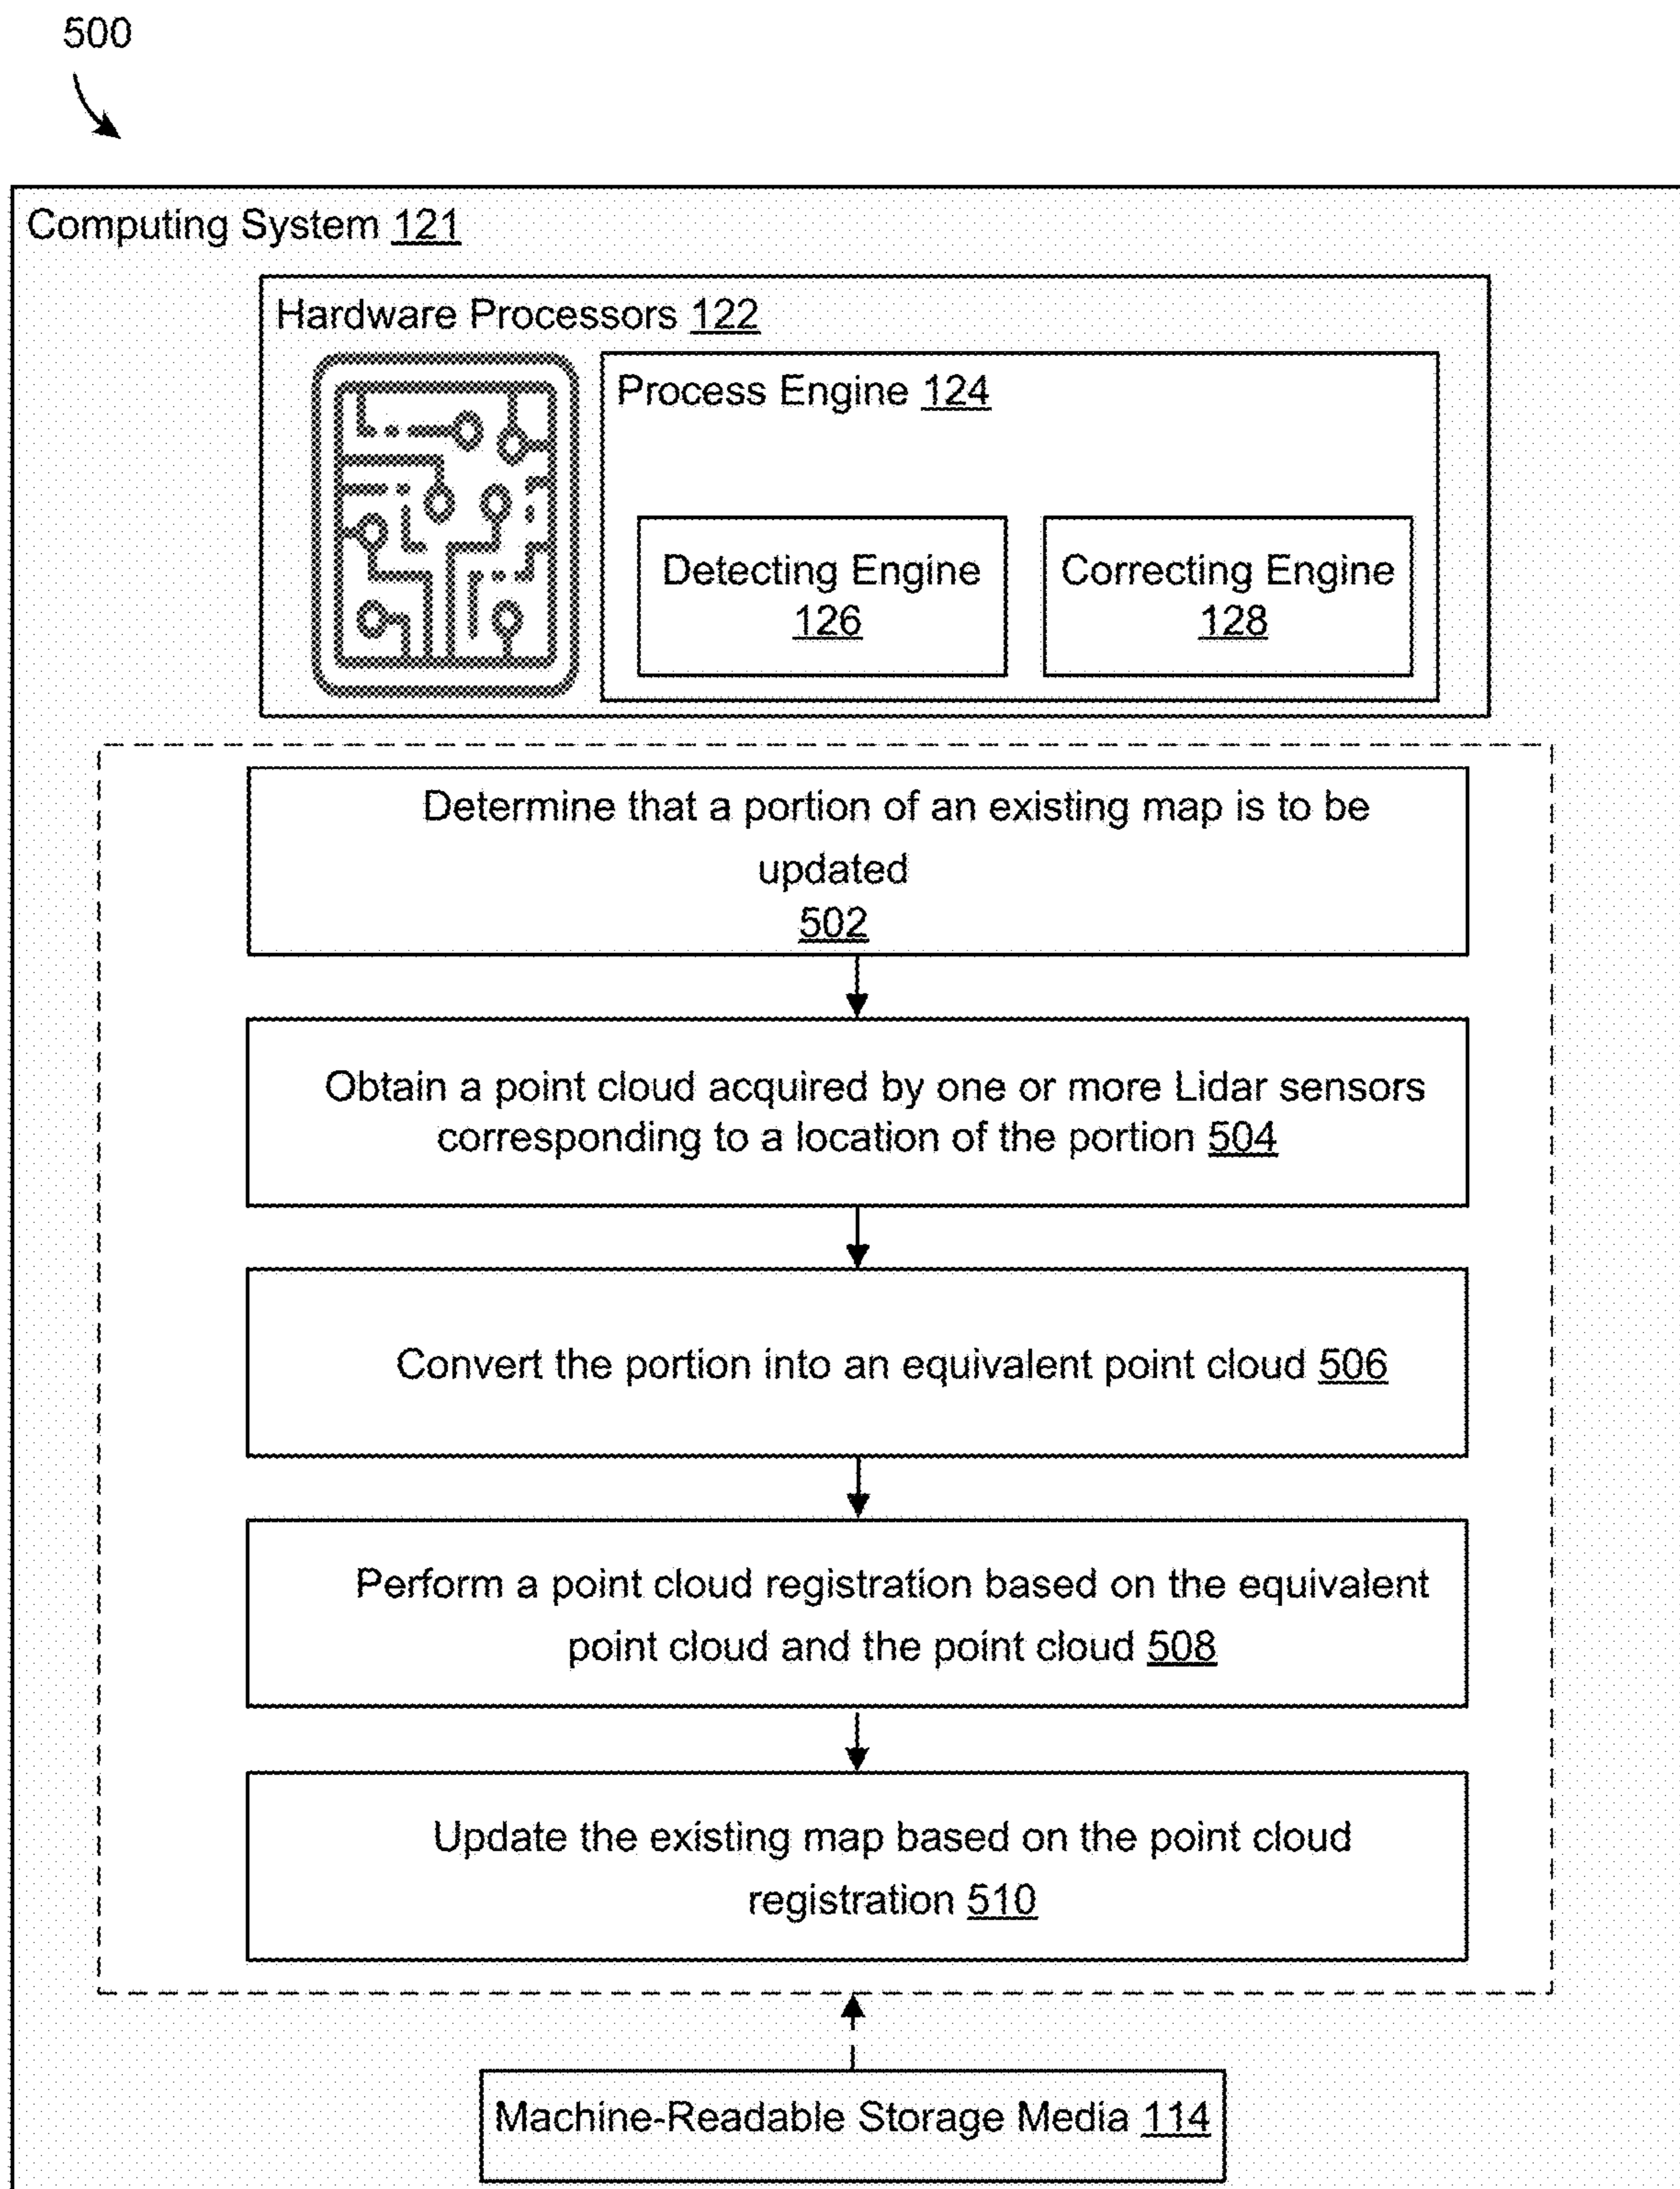 500
Computing System 121
Hardware Processors 122
Process Engine 124
Detecting Engine
126
Correcting Engine
128
Determine that a portion of an existing map is to be
updated
502
Obtain a point cloud acquired by one or more Lidar sensors
corresponding to a location of the portion 504
Convert the portion into an equivalent point cloud 506
Perform a point cloud registration based on the equivalent
point cloud and the point cloud 508
Update the existing map based on the point cloud
registration 510
Machine-Readable Storage Media 114